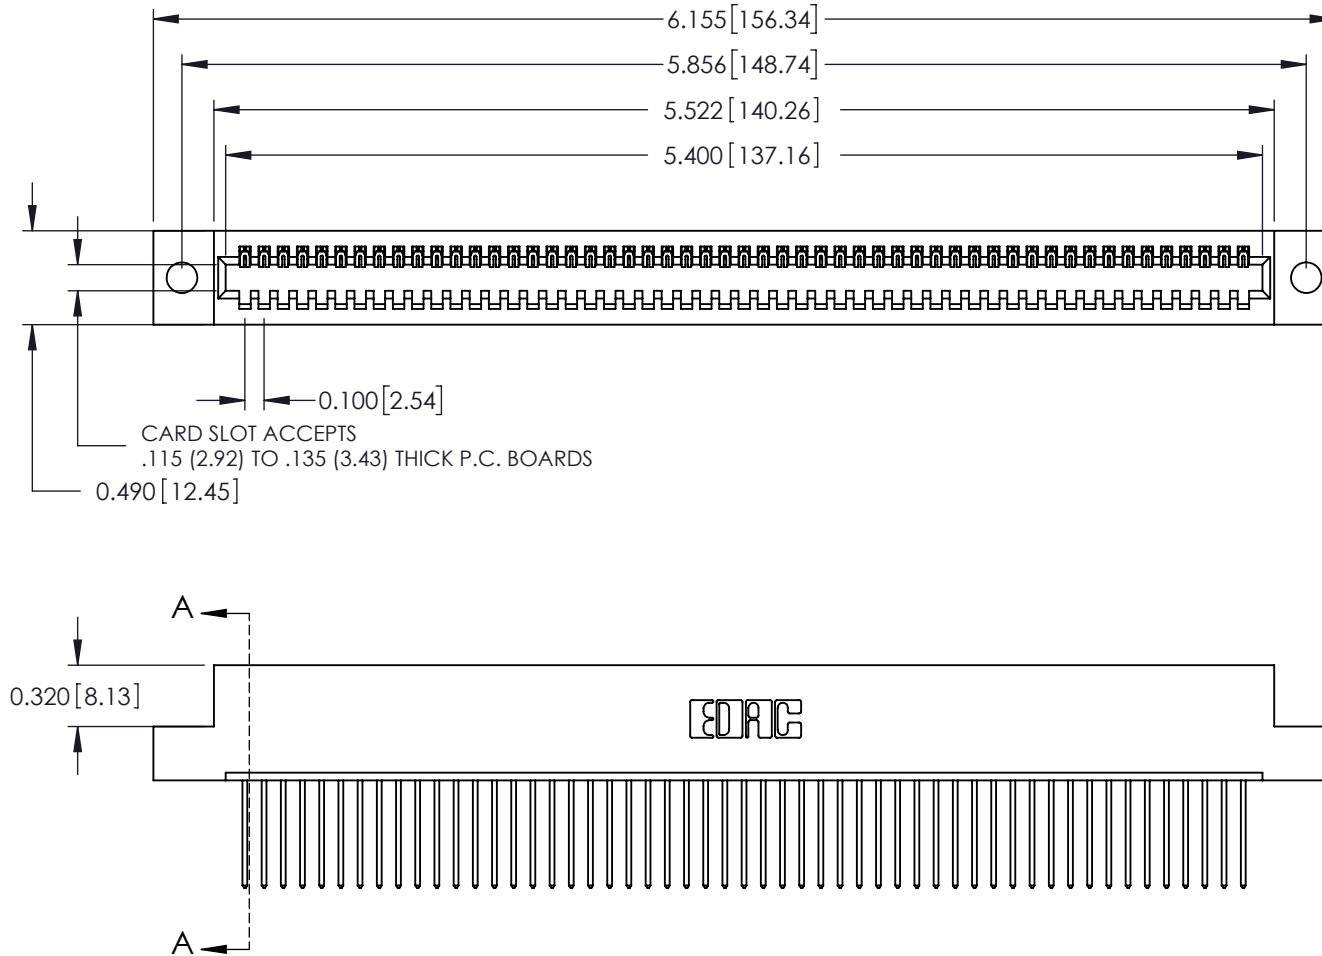 6.155[156.34]
5.856[148.74]
5.522[140.26]
5.400[137.16]
0.100[2.54]
CARD SLOT ACCEPTS
.115 (2.92) TO .135 (3.43) THICK P.C. BOARDS
0.490[12.45]
A
0.320[8.13]
EDAC
A